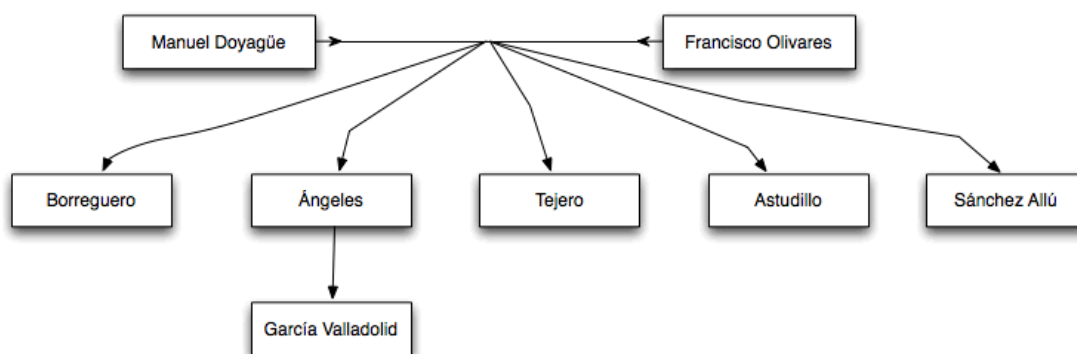 Manuel Doyagüe
Francisco Olivares
Borreguero
Ángeles
Tejero
Astudillo
Sánchez Allú
García Valladolid